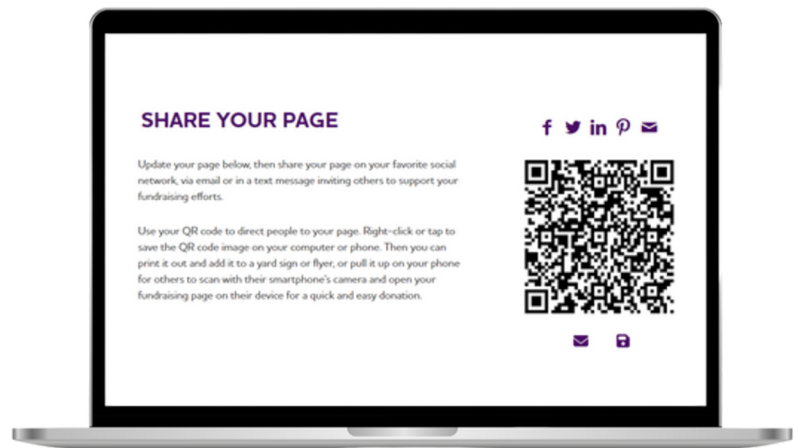 SHARE YOUR PAGE
Update your page below, then share your page on your favorite social
network, via email or in a text message inviting others to support your
fundraising efforts.
Use your QR code to direct people to your page. Right-click or tap to
save the QR code image on your computer or phone. Then you can
print it out and add it to a yard sign or flyer, or pull it up on your phone
for others to scan with their smartphone's camera and open your
fundraising page on their device for a quick and easy donation.